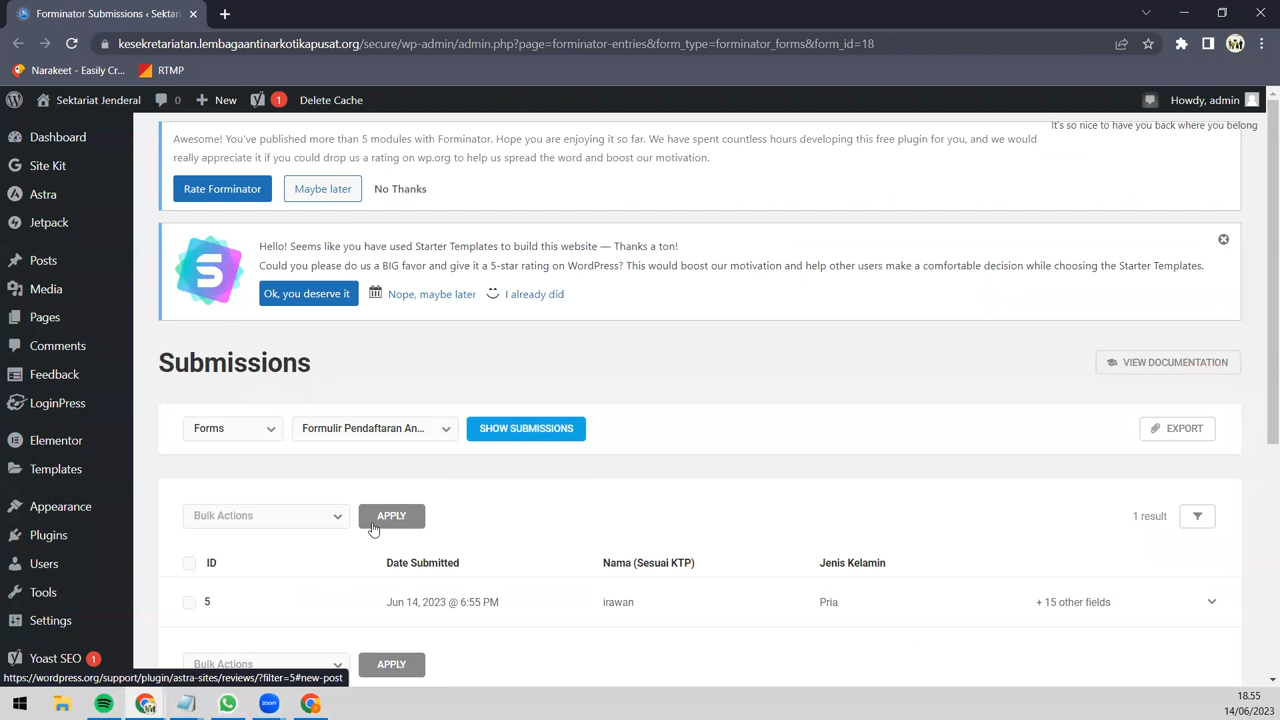 Forminator Submissions ‹ Sektari
kesekretariatan.lembagaantinarkotikapusat.org/secure/wp-admin/admin.php?page=forminator-entries&form_type=forminator_forms&form_id=18
Narakeet - Easily Cr...
RTMP
Sektariat Jenderal
0
New
1
Delete Cache
Howdy, admin
It's so nice to have you back where you belong
Dashboard
Site Kit
Astra
Jetpack
Posts
Media
Pages
Comments
Feedback
LoginPress
Elementor
Templates
Appearance
Plugins
Users
Tools
Settings
Yoast SEO 1
Awesome! You've published more than 5 modules with Forminator. Hope you are enjoying it so far. We have spent countless hours developing this free plugin for you, and we would
really appreciate it if you could drop us a rating on wp.org to help us spread the word and boost our motivation.
Rate Forminator
Maybe later
No Thanks
S
Hello! Seems like you have used Starter Templates to build this website — Thanks a ton!
Could you please do us a BIG favor and give it a 5-star rating on WordPress? This would boost our motivation and help other users make a comfortable decision while choosing the Starter Templates.
Ok, you deserve it
Nope, maybe later
I already did
Submissions
VIEW DOCUMENTATION
Forms
Formulir Pendaftaran An...
SHOW SUBMISSIONS
EXPORT
Bulk Actions
APPLY
1 result
ID
Date Submitted
Nama (Sesuai KTP)
Jenis Kelamin
5
Jun 14, 2023 @ 6:55 PM
irawan
Pria
+ 15 other fields
Bulk Actions
APPLY
https://wordpress.org/support/plugin/astra-sites/reviews/?filter=5#new-post
zoom
18.55
14/06/2023